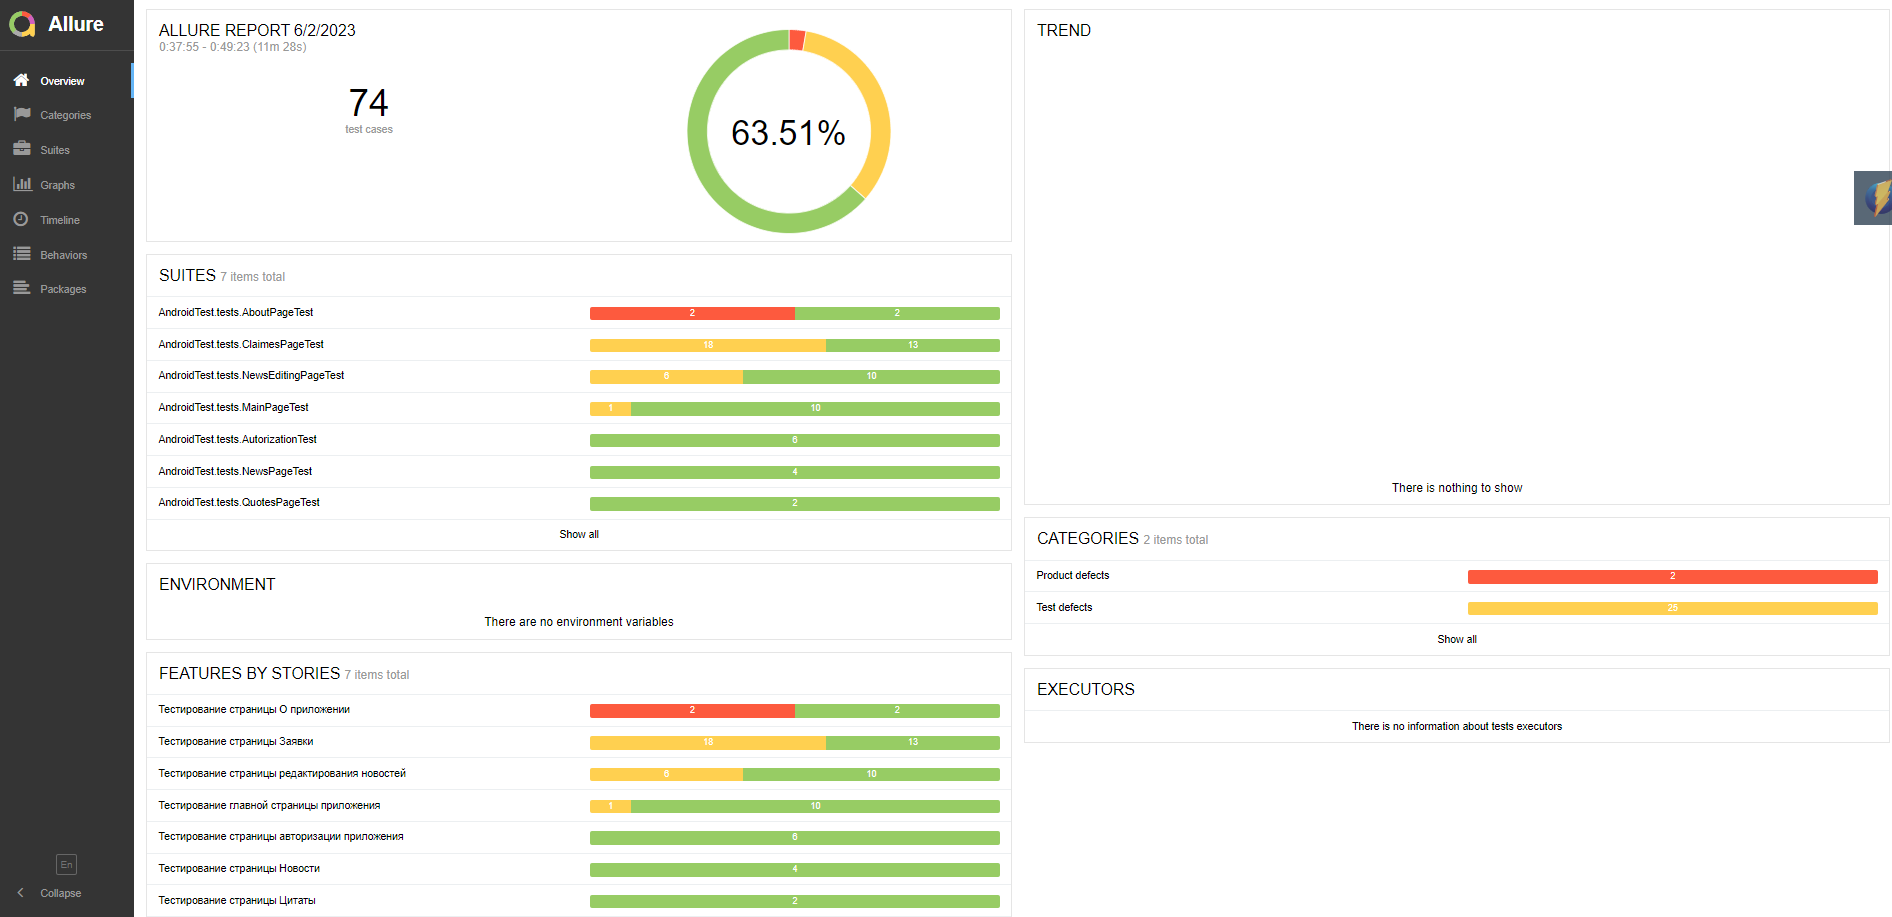 Allure
Overview
Categories
Suites
Graphs
Timeline
Behaviors
Packages
En
Collapse
ALLURE REPORT 6/2/2023
0:37:55 - 0:49:23 (11m 28s)
74
test cases
63.51%
SUITES 7 items total
AndroidTest.tests.AboutPageTest 2 2
AndroidTest.tests.ClaimesPageTest 18 13
AndroidTest.tests.NewsEditingPageTest 6 10
AndroidTest.tests.MainPageTest 1 10
AndroidTest.tests.AutorizationTest 6
AndroidTest.tests.NewsPageTest 4
AndroidTest.tests.QuotesPageTest 2
Show all
ENVIRONMENT
There are no environment variables
FEATURES BY STORIES 7 items total
Тестирование страницы О приложении 2 2
Тестирование страницы Заявки 18 13
Тестирование страницы редактирования новостей 6 10
Тестирование главной страницы приложения 1 10
Тестирование страницы авторизации приложения 6
Тестирование страницы Новости 4
Тестирование страницы Цитаты 2
TREND
There is nothing to show
CATEGORIES 2 items total
Product defects 2
Test defects 25
Show all
EXECUTORS
There is no information about tests executors